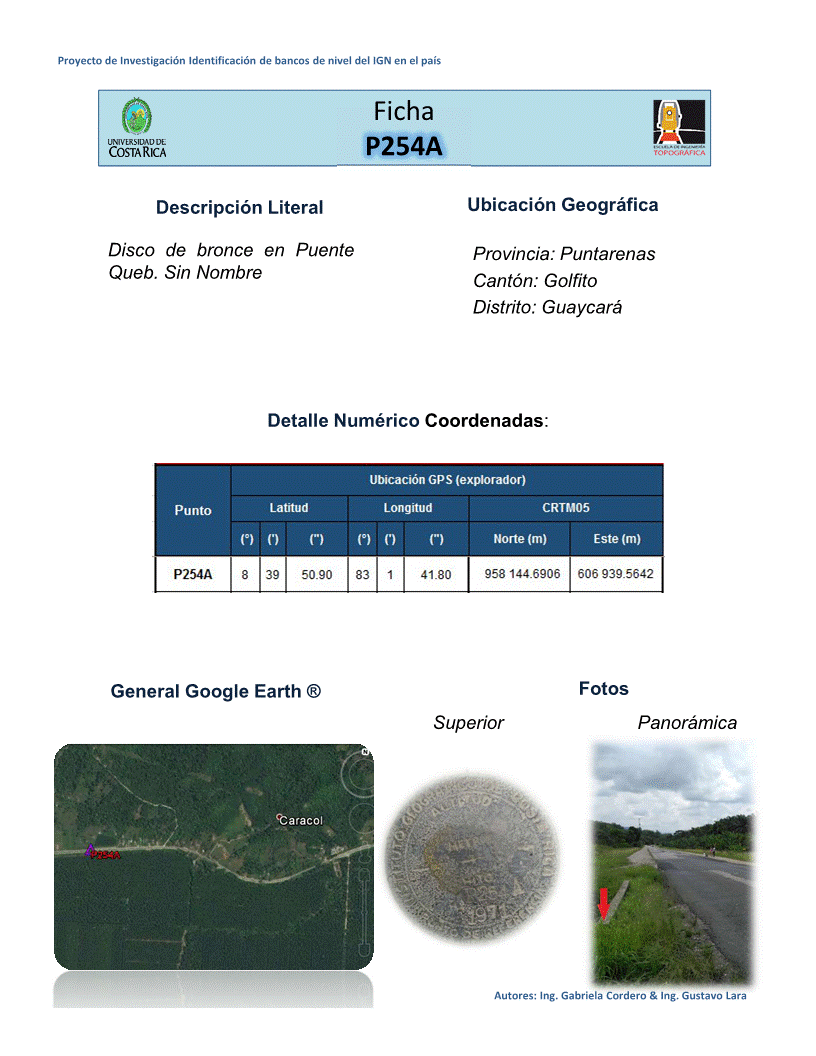 Proyecto de Investigación Identificación de bancos de nivel del IGN en el país
Ficha
P254A
UNIVERSIDAD DE
COSTA RICA
ESCUELA DE INGENIERÍA
TOPOGRÁFICA
Descripción Literal
Disco de bronce en Puente
Queb. Sin Nombre
Ubicación Geográfica
Provincia: Puntarenas
Cantón: Golfito
Distrito: Guaycará
Detalle Numérico Coordenadas:
Punto
Ubicación GPS (explorador)
Latitud Longitud CRTM05
(°) (') (") (°) (') (") Norte (m) Este (m)
P254A 8 39 50.90 83 1 41.80 958 144.6906 606 939.5642
General Google Earth ®
Fotos
Superior Panorámica
Caracol
P254A
INSTITUTO GEOGRAFICO
ALTITUD
Autores: Ing. Gabriela Cordero & Ing. Gustavo Lara